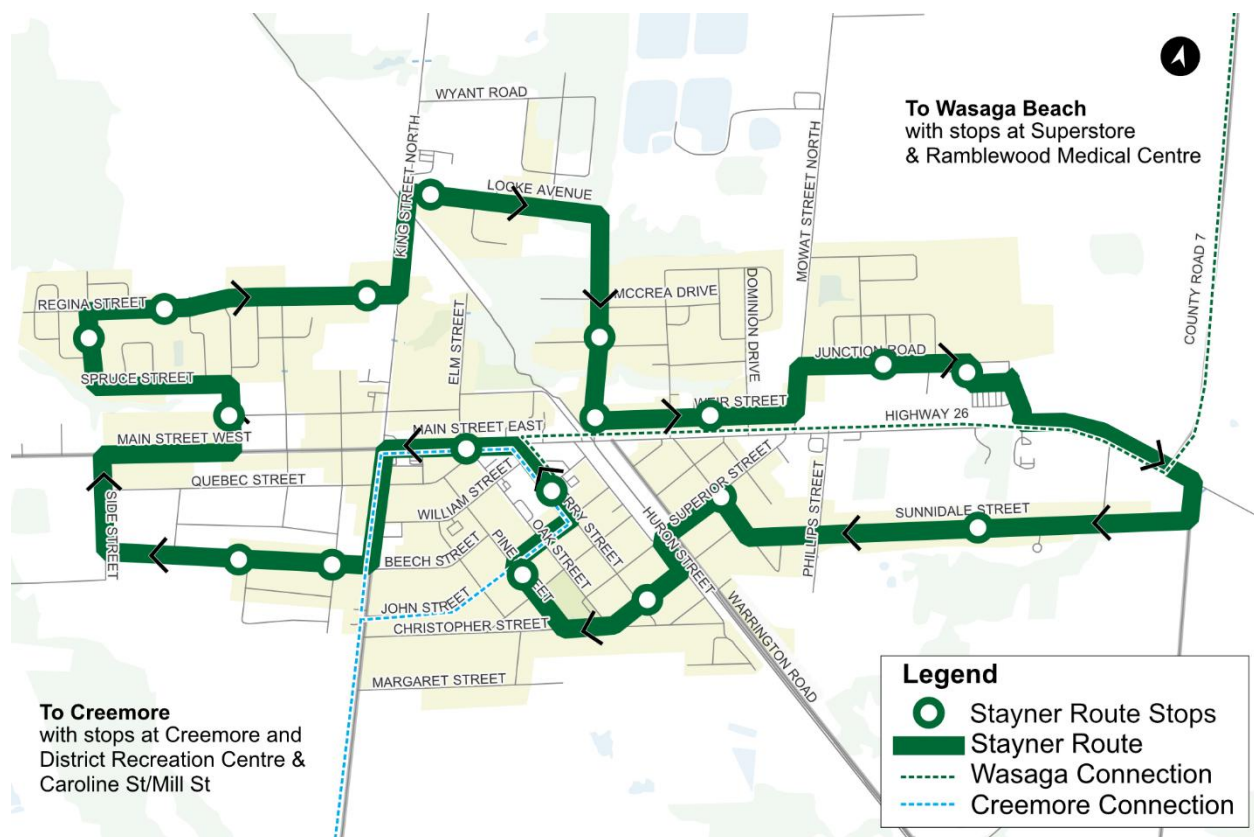 WYANT ROAD
To Wasaga Beach
with stops at Superstore
& Ramblewood Medical Centre
KING STREET NORTH
LOCKE AVENUE
MOWAT STREET NORTH
COUNTY ROAD 7
REGINA STREET
MCCREA DRIVE
DOMINION DRIVE
ELM STREET
JUNCTION ROAD
SPRUCE STREET
WEIR STREET
HIGHWAY 26
MAIN STREET WEST
MAIN STREET EAST
QUEBEC STREET
SUPERIOR STREET
WILLIAM STREET
SIDE STREET
HURON STREET
PHILLIPS STREET
SUNNIDALE STREET
OAK STREET
STREET
BEECH STREET
JOHN STREET
CHRISTOPHER STREET
WARRINGTON ROAD
MARGARET STREET
To Creemore
with stops at Creemore and
District Recreation Centre &
Caroline St/Mill St
Legend
Stayner Route Stops
Stayner Route
Wasaga Connection
Creemore Connection